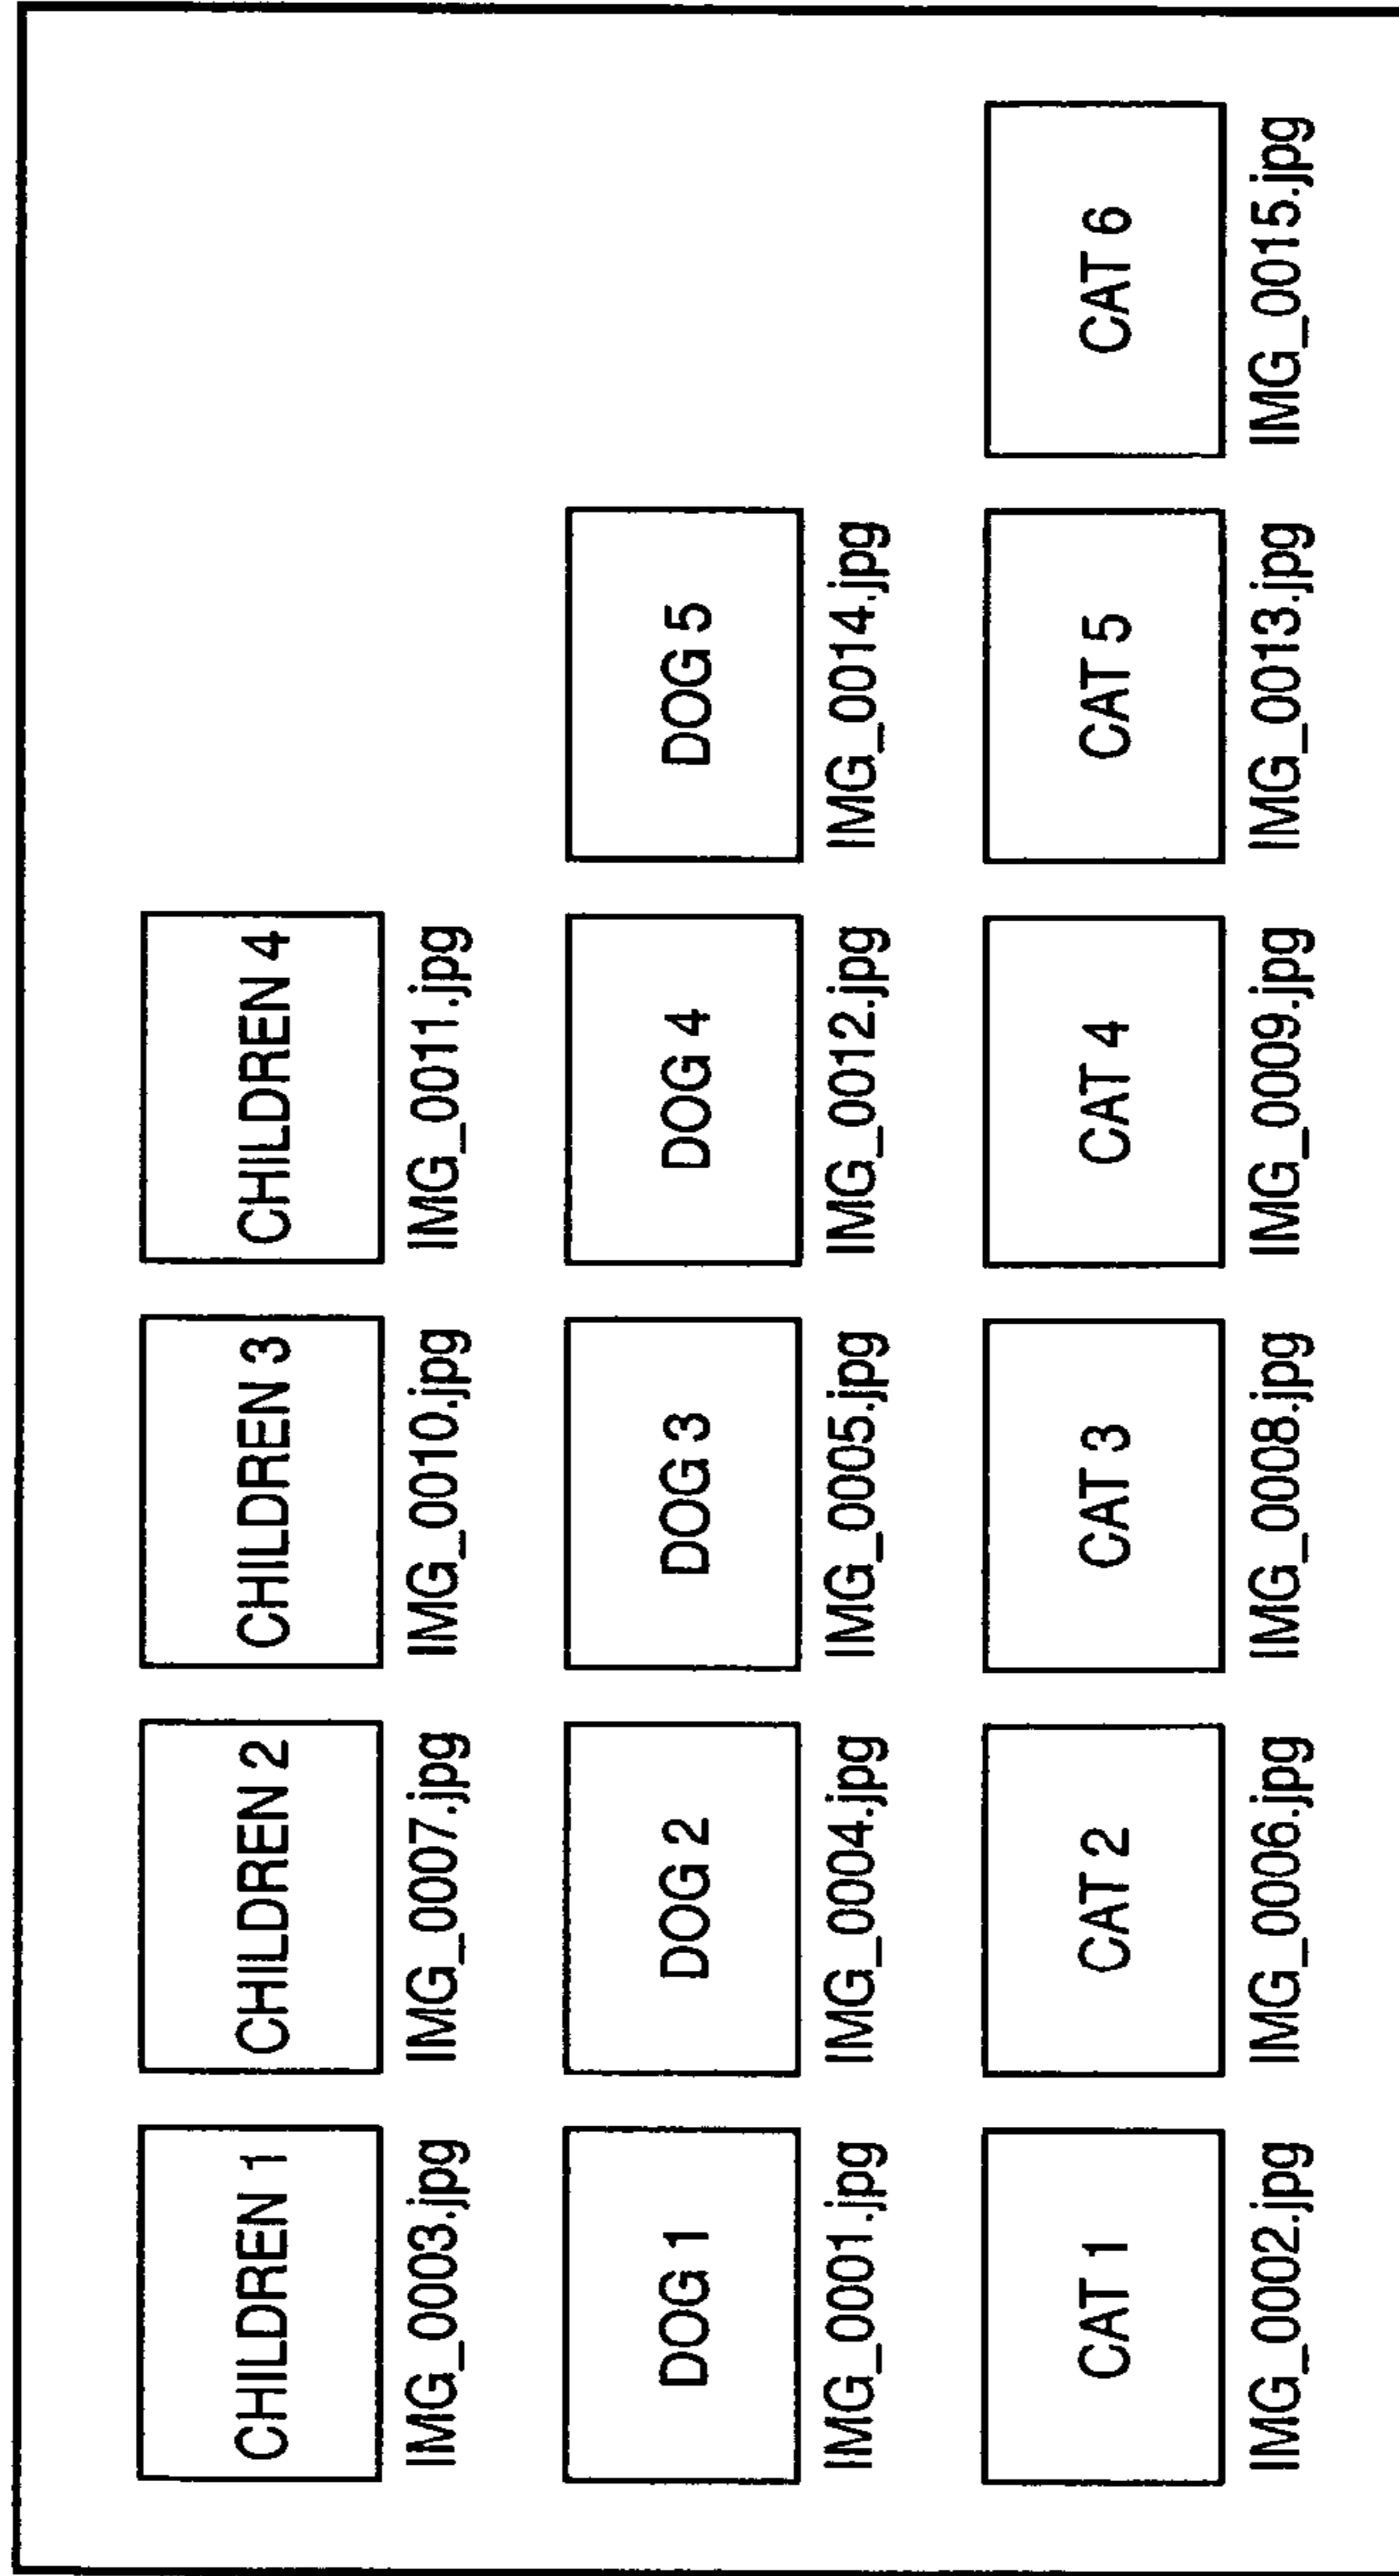 CHILDREN 1 CHILDREN 2 CHILDREN 3 CHILDREN 4
IMG_0003.jpg IMG_0007.jpg IMG_0010.jpg IMG_0011.jpg
DOG 1 DOG 2 DOG 3 DOG 4 DOG 5
IMG_0001.jpg IMG_0004.jpg IMG_0005.jpg IMG_0012.jpg IMG_0014.jpg
CAT 1 CAT 2 CAT 3 CAT 4 CAT 5 CAT 6
IMG_0002.jpg IMG_0006.jpg IMG_0008.jpg IMG_0009.jpg IMG_0013.jpg IMG_0015.jpg